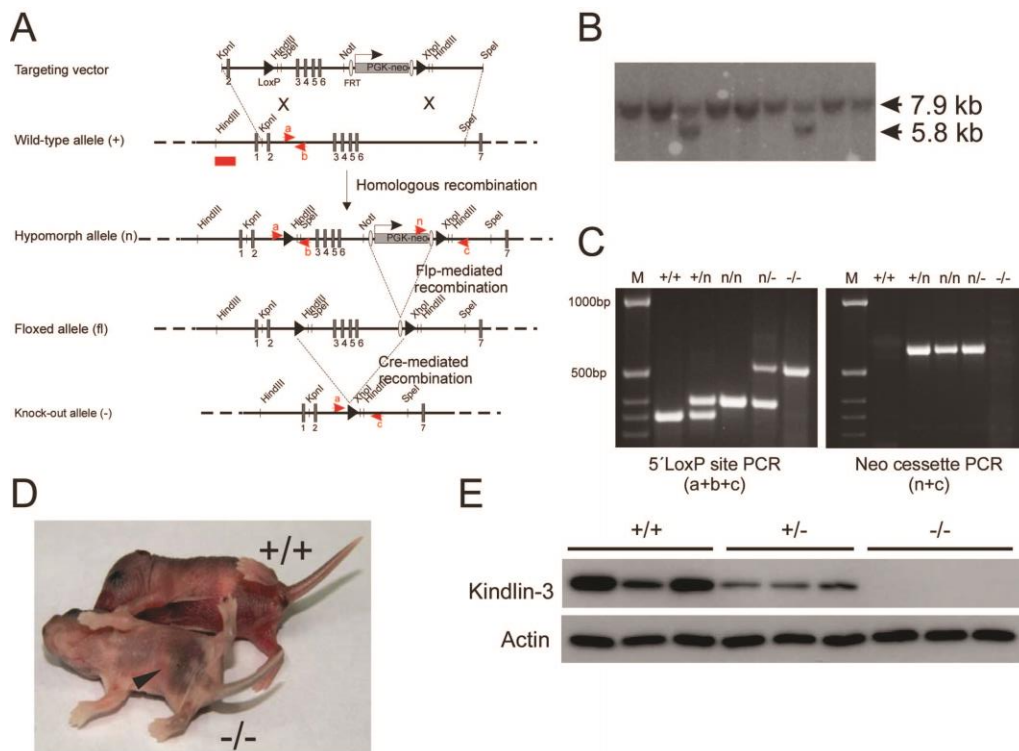 A
Targeting vector
KpnI
HindIII
SpeI
NotI
XhoI
HindIII
SpeI
PGK-neo
2
LoxP
3 4 5 6
FRT
X
X
Wild-type allele (+)
HindIII
KpnI
a
b
SpeI
1 2
3 4 5 6
7
Homologous recombination
Hypomorph allele (n)
HindIII
KpnI
a
HindIII
SpeI
b
NotI
n
PGK-neo
XhoI
HindIII
c
SpeI
1 2
3 4 5 6
7
Flp-mediated
recombination
Floxed allele (fl)
HindIII
KpnI
HindIII
SpeI
XhoI
HindIII
SpeI
1 2
3 4 5 6
7
Cre-mediated
recombination
Knock-out allele (-)
HindIII
KpnI
a
XhoI
HindIII
c
SpeI
1 2
7
B
7.9 kb
5.8 kb
C
M +/+ +/n n/n n/- -/-
M +/+ +/n n/n n/- -/-
1000bp
500bp
5´LoxP site PCR
(a+b+c)
Neo cessette PCR
(n+c)
D
+/+
-/-
E
+/+ +/- -/-
Kindlin-3
Actin